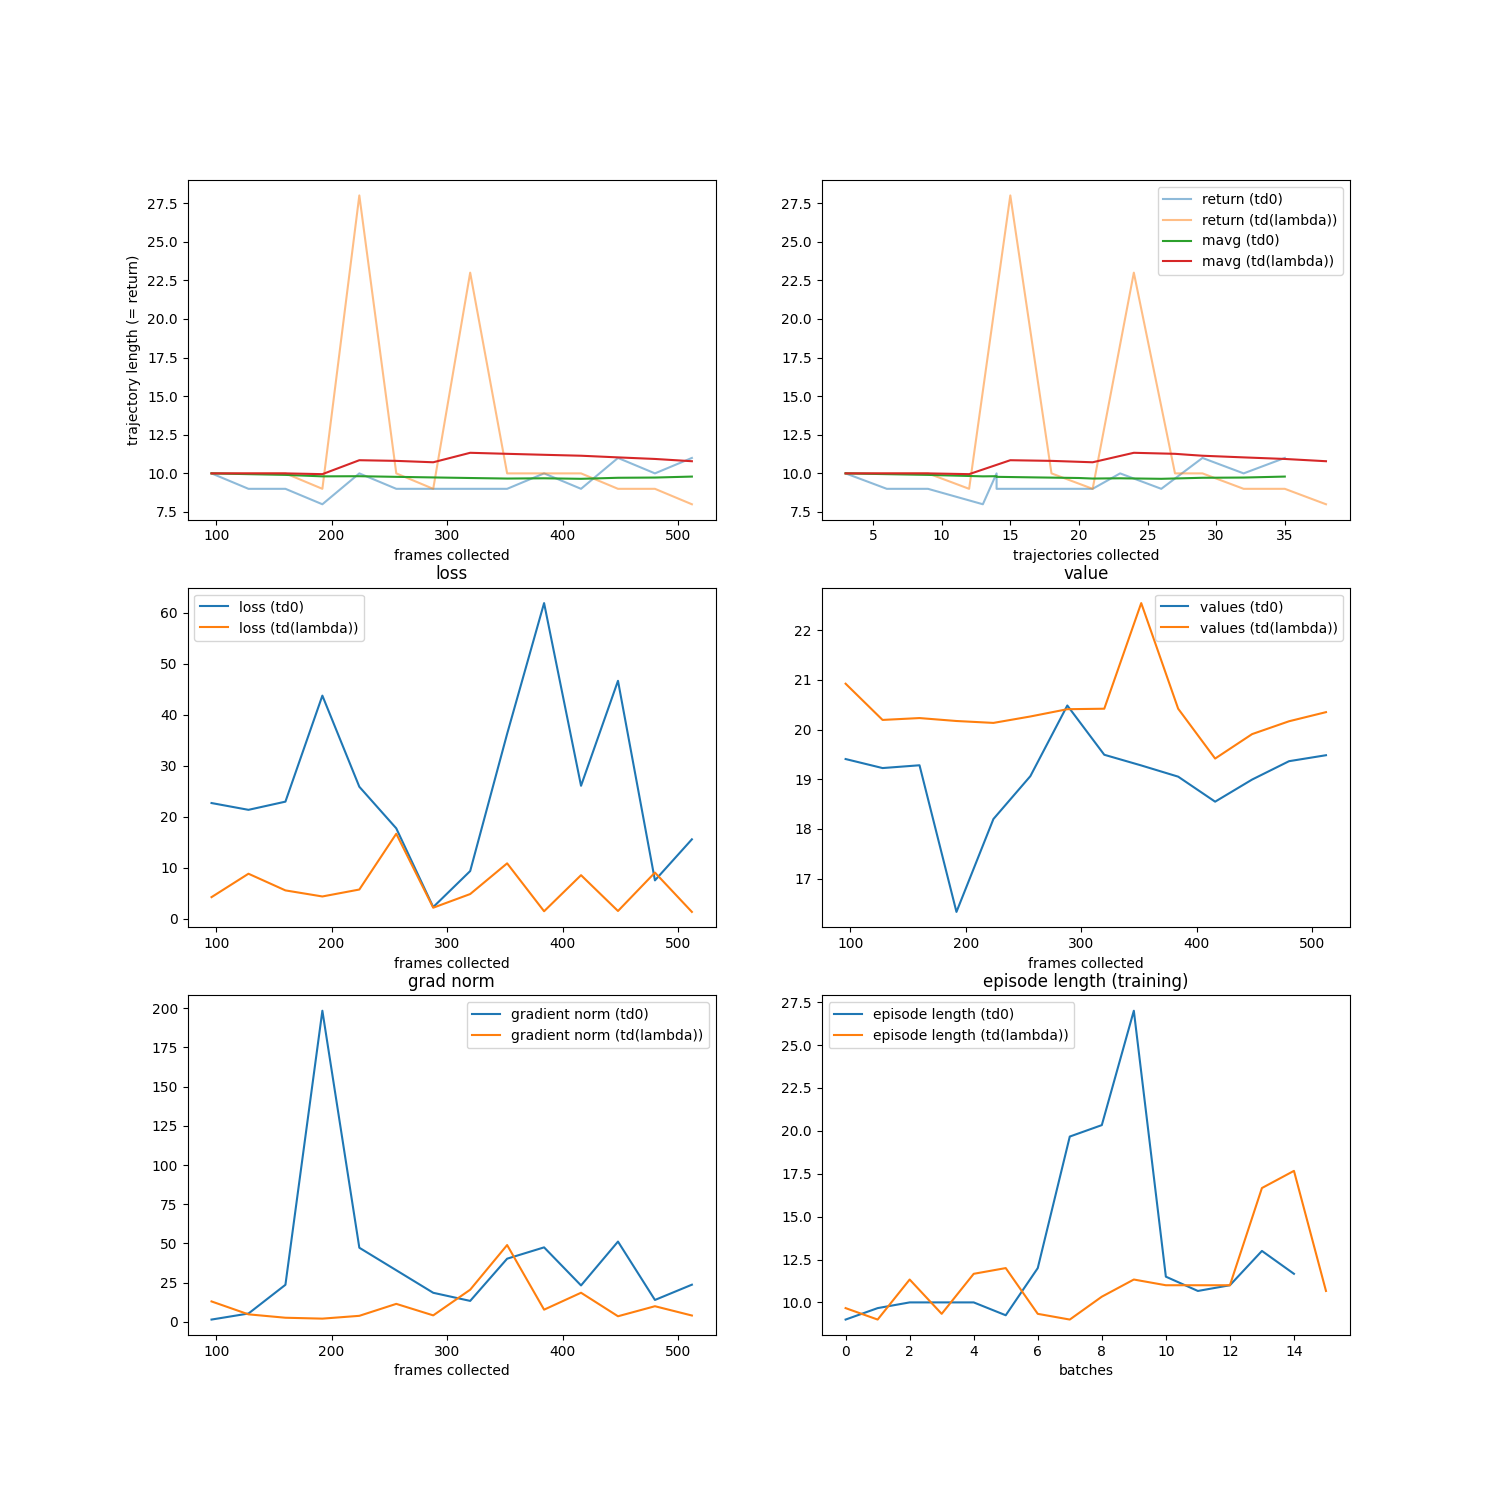 27.5
25.0
22.5
20.0
17.5
15.0
12.5
10.0
7.5
trajectory length (= return)
100 200 300 400 500
frames collected
27.5
25.0
22.5
20.0
17.5
15.0
12.5
10.0
7.5
return (td0)
return (td(lambda))
mavg (td0)
mavg (td(lambda))
5 10 15 20 25 30 35
trajectories collected
loss
60
50
40
30
20
10
0
loss (td0)
loss (td(lambda))
100 200 300 400 500
frames collected
value
22
21
20
19
18
17
values (td0)
values (td(lambda))
100 200 300 400 500
frames collected
grad norm
200
175
150
125
100
75
50
25
0
gradient norm (td0)
gradient norm (td(lambda))
100 200 300 400 500
frames collected
episode length (training)
27.5
25.0
22.5
20.0
17.5
15.0
12.5
10.0
episode length (td0)
episode length (td(lambda))
0 2 4 6 8 10 12 14
batches